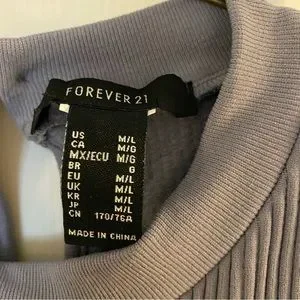 FOREVER 21
US M/L
CA M/G
MX/ECU M/G
BR G
EU M/L
UK M/L
KR M/L
JP M/L
CN 170/76A
MADE IN CHINA